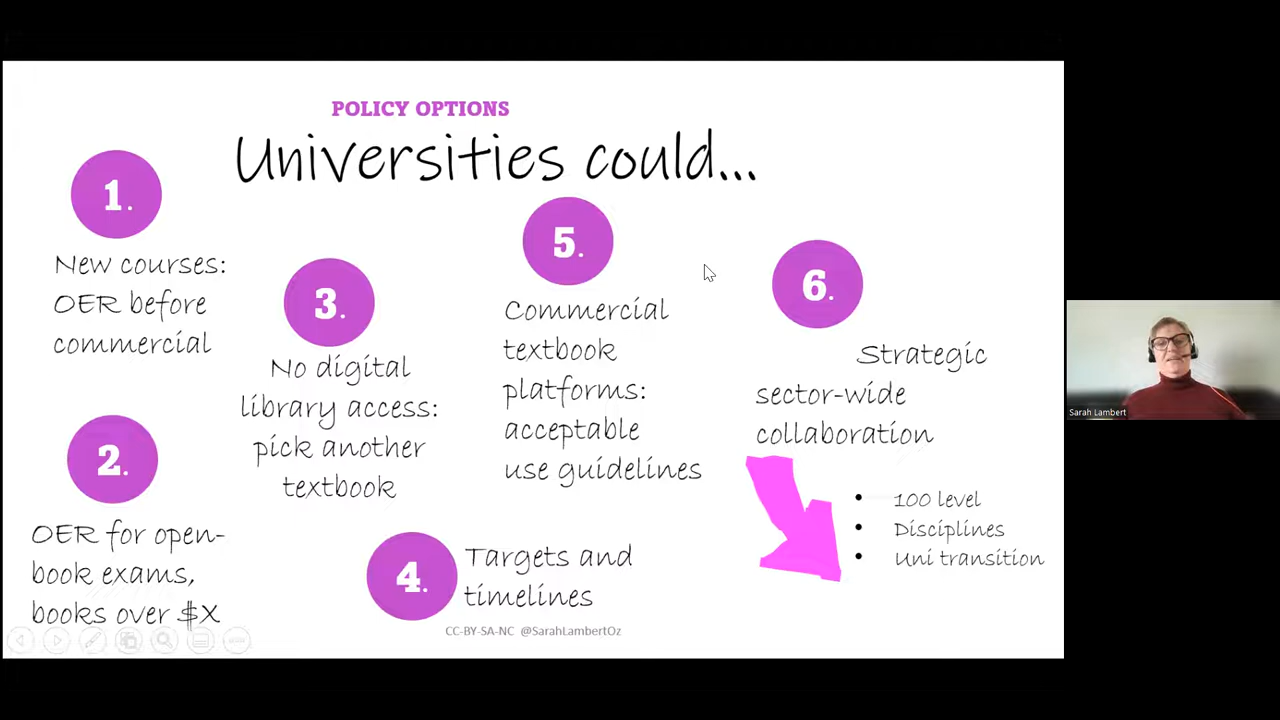 POLICY OPTIONS
Universities could...
1.
New courses:
OER before
commercial
2.
OER for open-
book exams,
books over $X
3.
No digital
library access:
pick another
textbook
4.
Targets and
timelines
5.
Commercial
textbook
platforms:
acceptable
use guidelines
6.
Strategic
sector-wide
collaboration
• 100 level
• Disciplines
• Uni transition
CC-BY-SA-NC @SarahLambertOz
Sarah Lambert